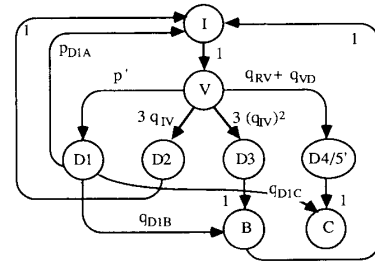 I
1
1
1
p_D1A
V
p'
q_RV + q_VD
3 q_IV
3 (q_IV)²
D1
D2
D3
D4/5'
q_D1C
1
1
q_D1B
B
C